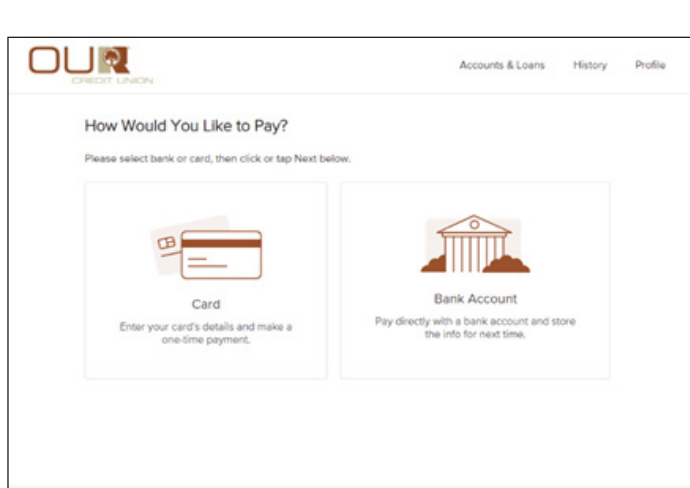 OUR
CREDIT UNION
Accounts & Loans History Profile
How Would You Like to Pay?
Please select bank or card, then click or tap Next below.
Card
Enter your card's details and make a
one-time payment.
Bank Account
Pay directly with a bank account and store
the info for next time.